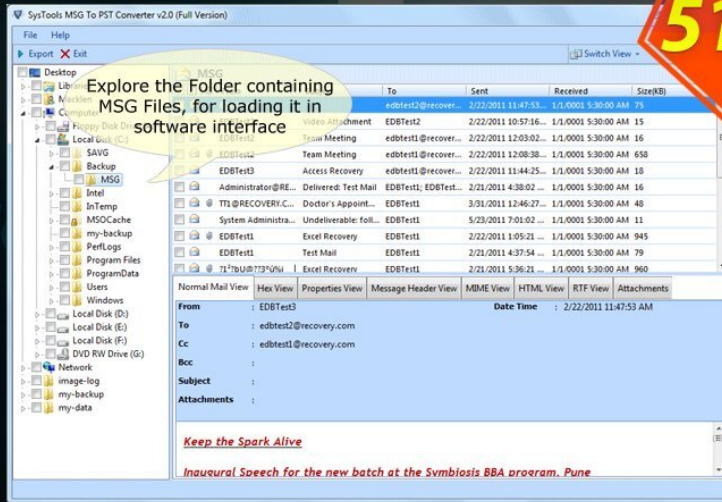 SysTools MSG To PST Converter v2.0 (Full Version)
51
File Help
Export Exit
Switch View
Explore the Folder containing
MSG Files, for loading it in
software interface
Desktop
Computer
Floppy Disk
Local Disk (C:)
$AVG
Backup
MSG
Intel
InTemp
MSOCache
my-backup
PerfLogs
Program Files
ProgramData
Users
Windows
Local Disk (D:)
Local Disk (E:)
Local Disk (F:)
DVD RW Drive (G:)
Network
image-log
my-backup
my-data
MSG
To Sent Received Size(KB)
edbtest2@recover... 2/22/2011 11:47:53... 1/1/0001 5:30:00 AM 75
Video Attachment EDBTest2 2/22/2011 10:57:16... 1/1/0001 5:30:00 AM 15
Team Meeting edbtest1@recover... 2/22/2011 12:03:02... 1/1/0001 5:30:00 AM 16
EDBTest2 Team Meeting edbtest1@recover... 2/22/2011 12:08:38... 1/1/0001 5:30:00 AM 658
EDBTest3 Access Recovery edbtest1@recover... 2/22/2011 11:44:25... 1/1/0001 5:30:00 AM 18
Administrator@RE... Delivered: Test Mail EDBTest1; EDBTest... 2/21/2011 4:38:02 ... 1/1/0001 5:30:00 AM 16
TT1@RECOVERY.C... Doctor's Appoint... EDBTest1 3/31/2011 12:46:27... 1/1/0001 5:30:00 AM 48
System Administra... Undeliverable: foll... EDBTest1 5/23/2011 7:01:02 ... 1/1/0001 5:30:00 AM 11
EDBTest1 Excel Recovery EDBTest1 2/22/2011 1:05:21 ... 1/1/0001 5:30:00 AM 945
EDBTest1 Test Mail EDBTest1 2/21/2011 4:37:54 ... 1/1/0001 5:30:00 AM 79
Excel Recovery EDBTest1 2/21/2011 5:36:21 ... 1/1/0001 5:30:00 AM 960
Normal Mail View Hex View Properties View Message Header View MIME View HTML View RTF View Attachments
From : EDBTest3 Date Time : 2/22/2011 11:47:53 AM
To : edbtest2@recovery.com
Cc : edbtest1@recovery.com
Bcc :
Subject :
Attachments :
Keep the Spark Alive
Inaugural Speech for the new batch at the Symbiosis BBA program, Pune